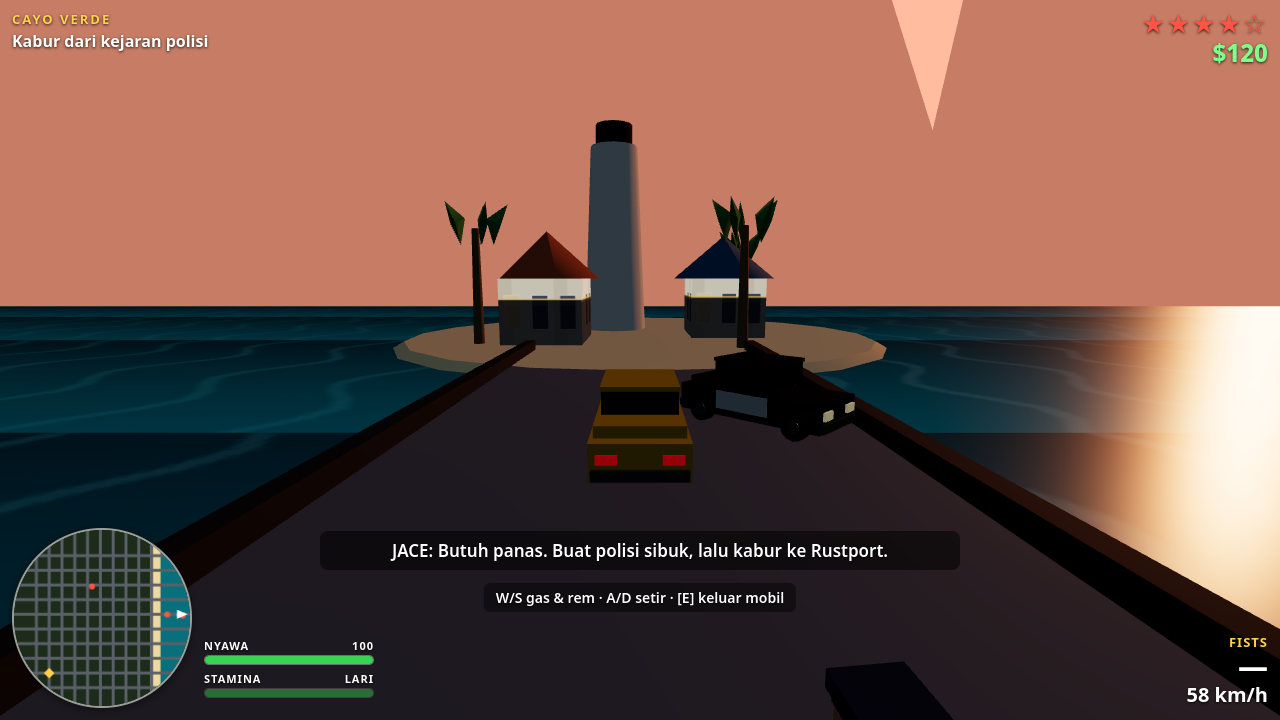 CAYO VERDE
Kabur dari kejaran polisi
★★★★☆
$120
JACE: Butuh panas. Buat polisi sibuk, lalu kabur ke Rustport.
W/S gas & rem · A/D setir · [E] keluar mobil
NYAWA 100
STAMINA LARI
FISTS
—
58 km/h